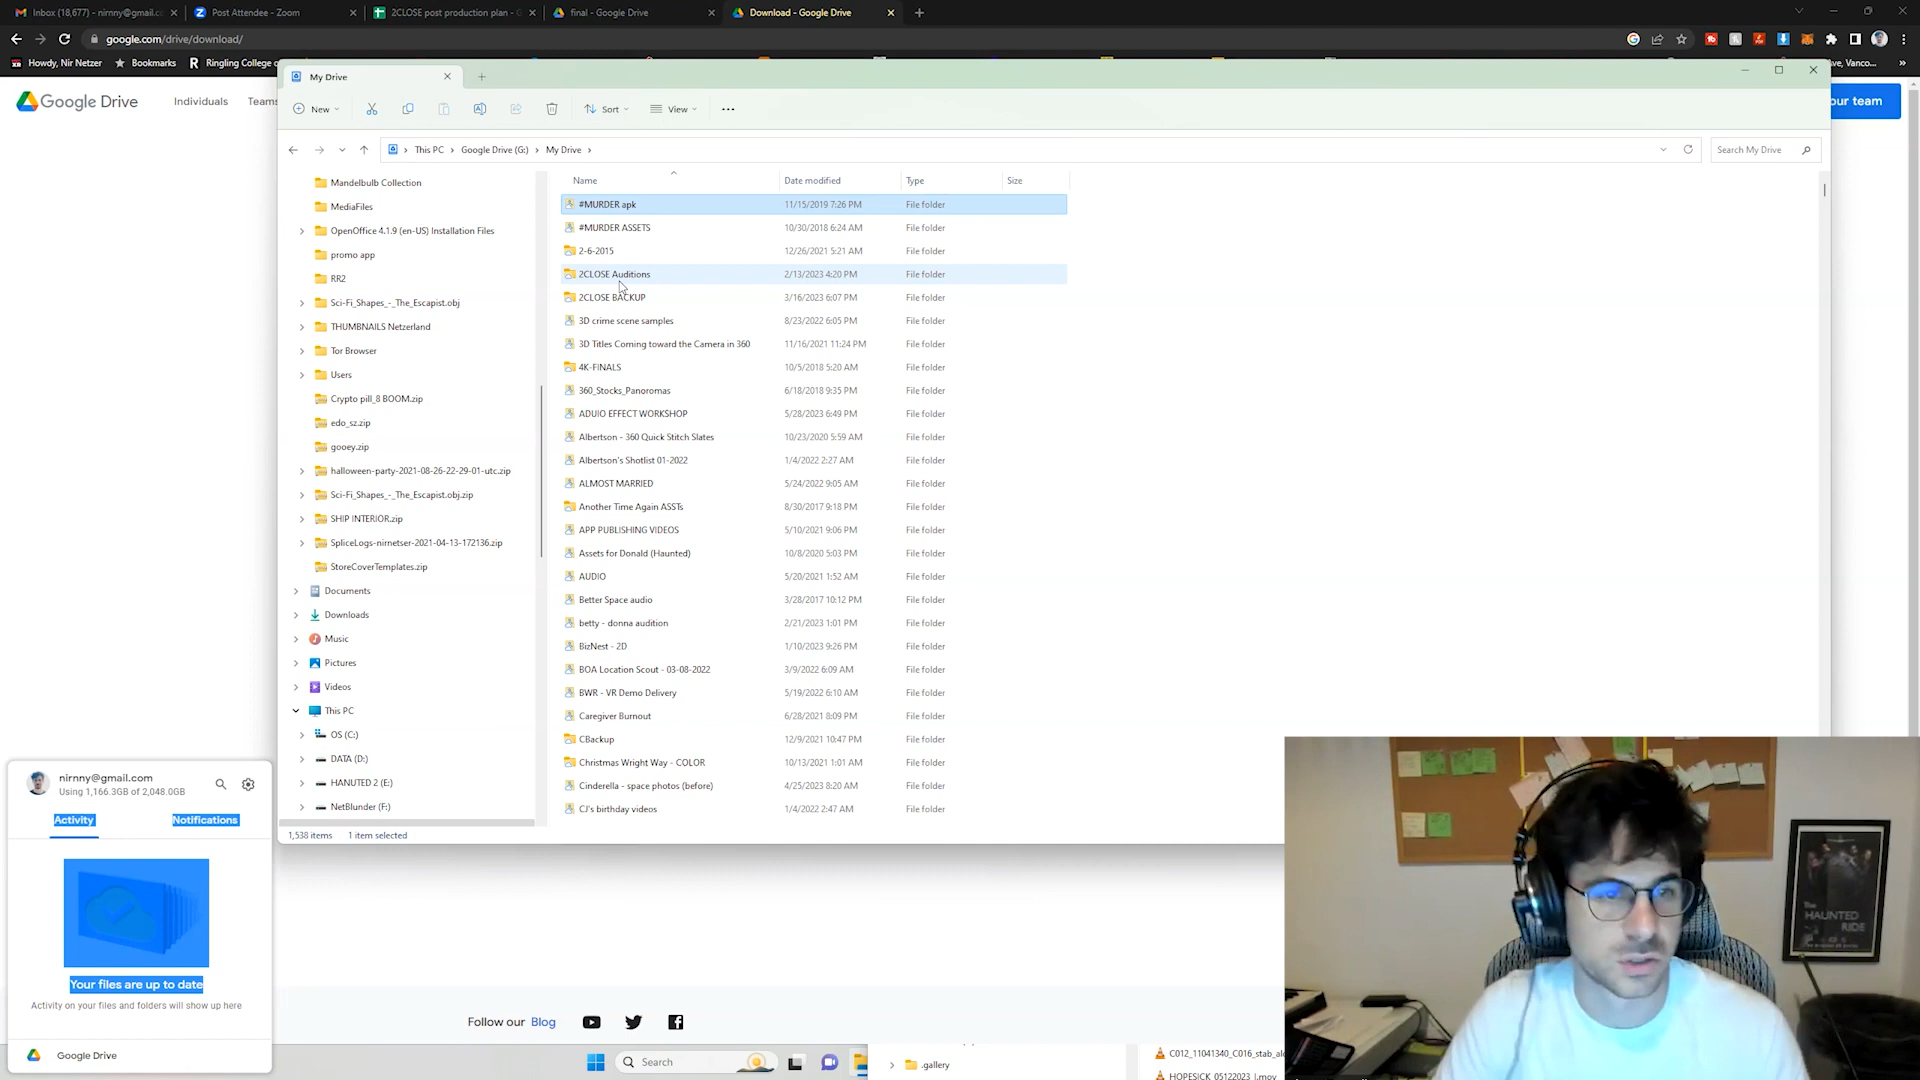 Inbox (18,677) - nirnny@gmail.c
Post Attendee - Zoom
2CLOSE post production plan - G
final - Google Drive
Download - Google Drive
google.com/drive/download/
Howdy, Nir Netzer
Bookmarks
Ringling College o
ive, Vanco...
Google Drive
Individuals
Teams
our team
My Drive
New
Sort
View
This PC
Google Drive (G:)
My Drive
Search My Drive
Name
Date modified
Type
Size
Mandelbulb Collection
MediaFiles
OpenOffice 4.1.9 (en-US) Installation Files
promo app
RR2
Sci-Fi_Shapes_-_The_Escapist.obj
THUMBNAILS Netzerland
Tor Browser
Users
Crypto pill_8 BOOM.zip
edo_sz.zip
gooey.zip
halloween-party-2021-08-26-22-29-01-utc.zip
Sci-Fi_Shapes_-_The_Escapist.obj.zip
SHIP INTERIOR.zip
SpliceLogs-nirnetser-2021-04-13-172136.zip
StoreCoverTemplates.zip
Documents
Downloads
Music
Pictures
Videos
This PC
OS (C:)
DATA (D:)
HANUTED 2 (E:)
NetBlunder (F:)
#MURDER apk 11/15/2019 7:26 PM File folder
#MURDER ASSETS 10/30/2018 6:24 AM File folder
2-6-2015 12/26/2021 5:21 AM File folder
2CLOSE Auditions 2/13/2023 4:20 PM File folder
2CLOSE BACKUP 3/16/2023 6:07 PM File folder
3D crime scene samples 8/23/2022 6:05 PM File folder
3D Titles Coming toward the Camera in 360 11/16/2021 11:24 PM File folder
4K-FINALS 10/5/2018 5:20 AM File folder
360_Stocks_Panoromas 6/18/2018 9:35 PM File folder
ADUIO EFFECT WORKSHOP 5/28/2023 6:49 PM File folder
Albertson - 360 Quick Stitch Slates 10/23/2020 5:59 AM File folder
Albertson's Shotlist 01-2022 1/4/2022 2:27 AM File folder
ALMOST MARRIED 5/24/2022 9:05 AM File folder
Another Time Again ASSTs 8/30/2017 9:18 PM File folder
APP PUBLISHING VIDEOS 5/10/2021 9:06 PM File folder
Assets for Donald (Haunted) 10/8/2020 5:03 PM File folder
AUDIO 5/20/2021 1:52 AM File folder
Better Space audio 3/28/2017 10:12 PM File folder
betty - donna audition 2/21/2023 1:01 PM File folder
BizNest - 2D 1/10/2023 9:26 PM File folder
BOA Location Scout - 03-08-2022 3/9/2022 6:09 AM File folder
BWR - VR Demo Delivery 5/19/2022 6:10 AM File folder
Caregiver Burnout 6/28/2021 8:09 PM File folder
CBackup 12/9/2021 10:47 PM File folder
Christmas Wright Way - COLOR 10/13/2021 1:01 AM File folder
Cinderella - space photos (before) 4/25/2023 8:20 AM File folder
CJ's birthday videos 1/4/2022 2:47 AM File folder
1,538 items
1 item selected
nirnny@gmail.com
Using 1,166.3GB of 2,048.0GB
Activity
Notifications
Your files are up to date
Activity on your files and folders will show up here
Google Drive
Follow our Blog
Search
.gallery
C012_11041340_C016_stab_al
HOPESICK_05122023_l.mov
The
HAUNTED
RIDE